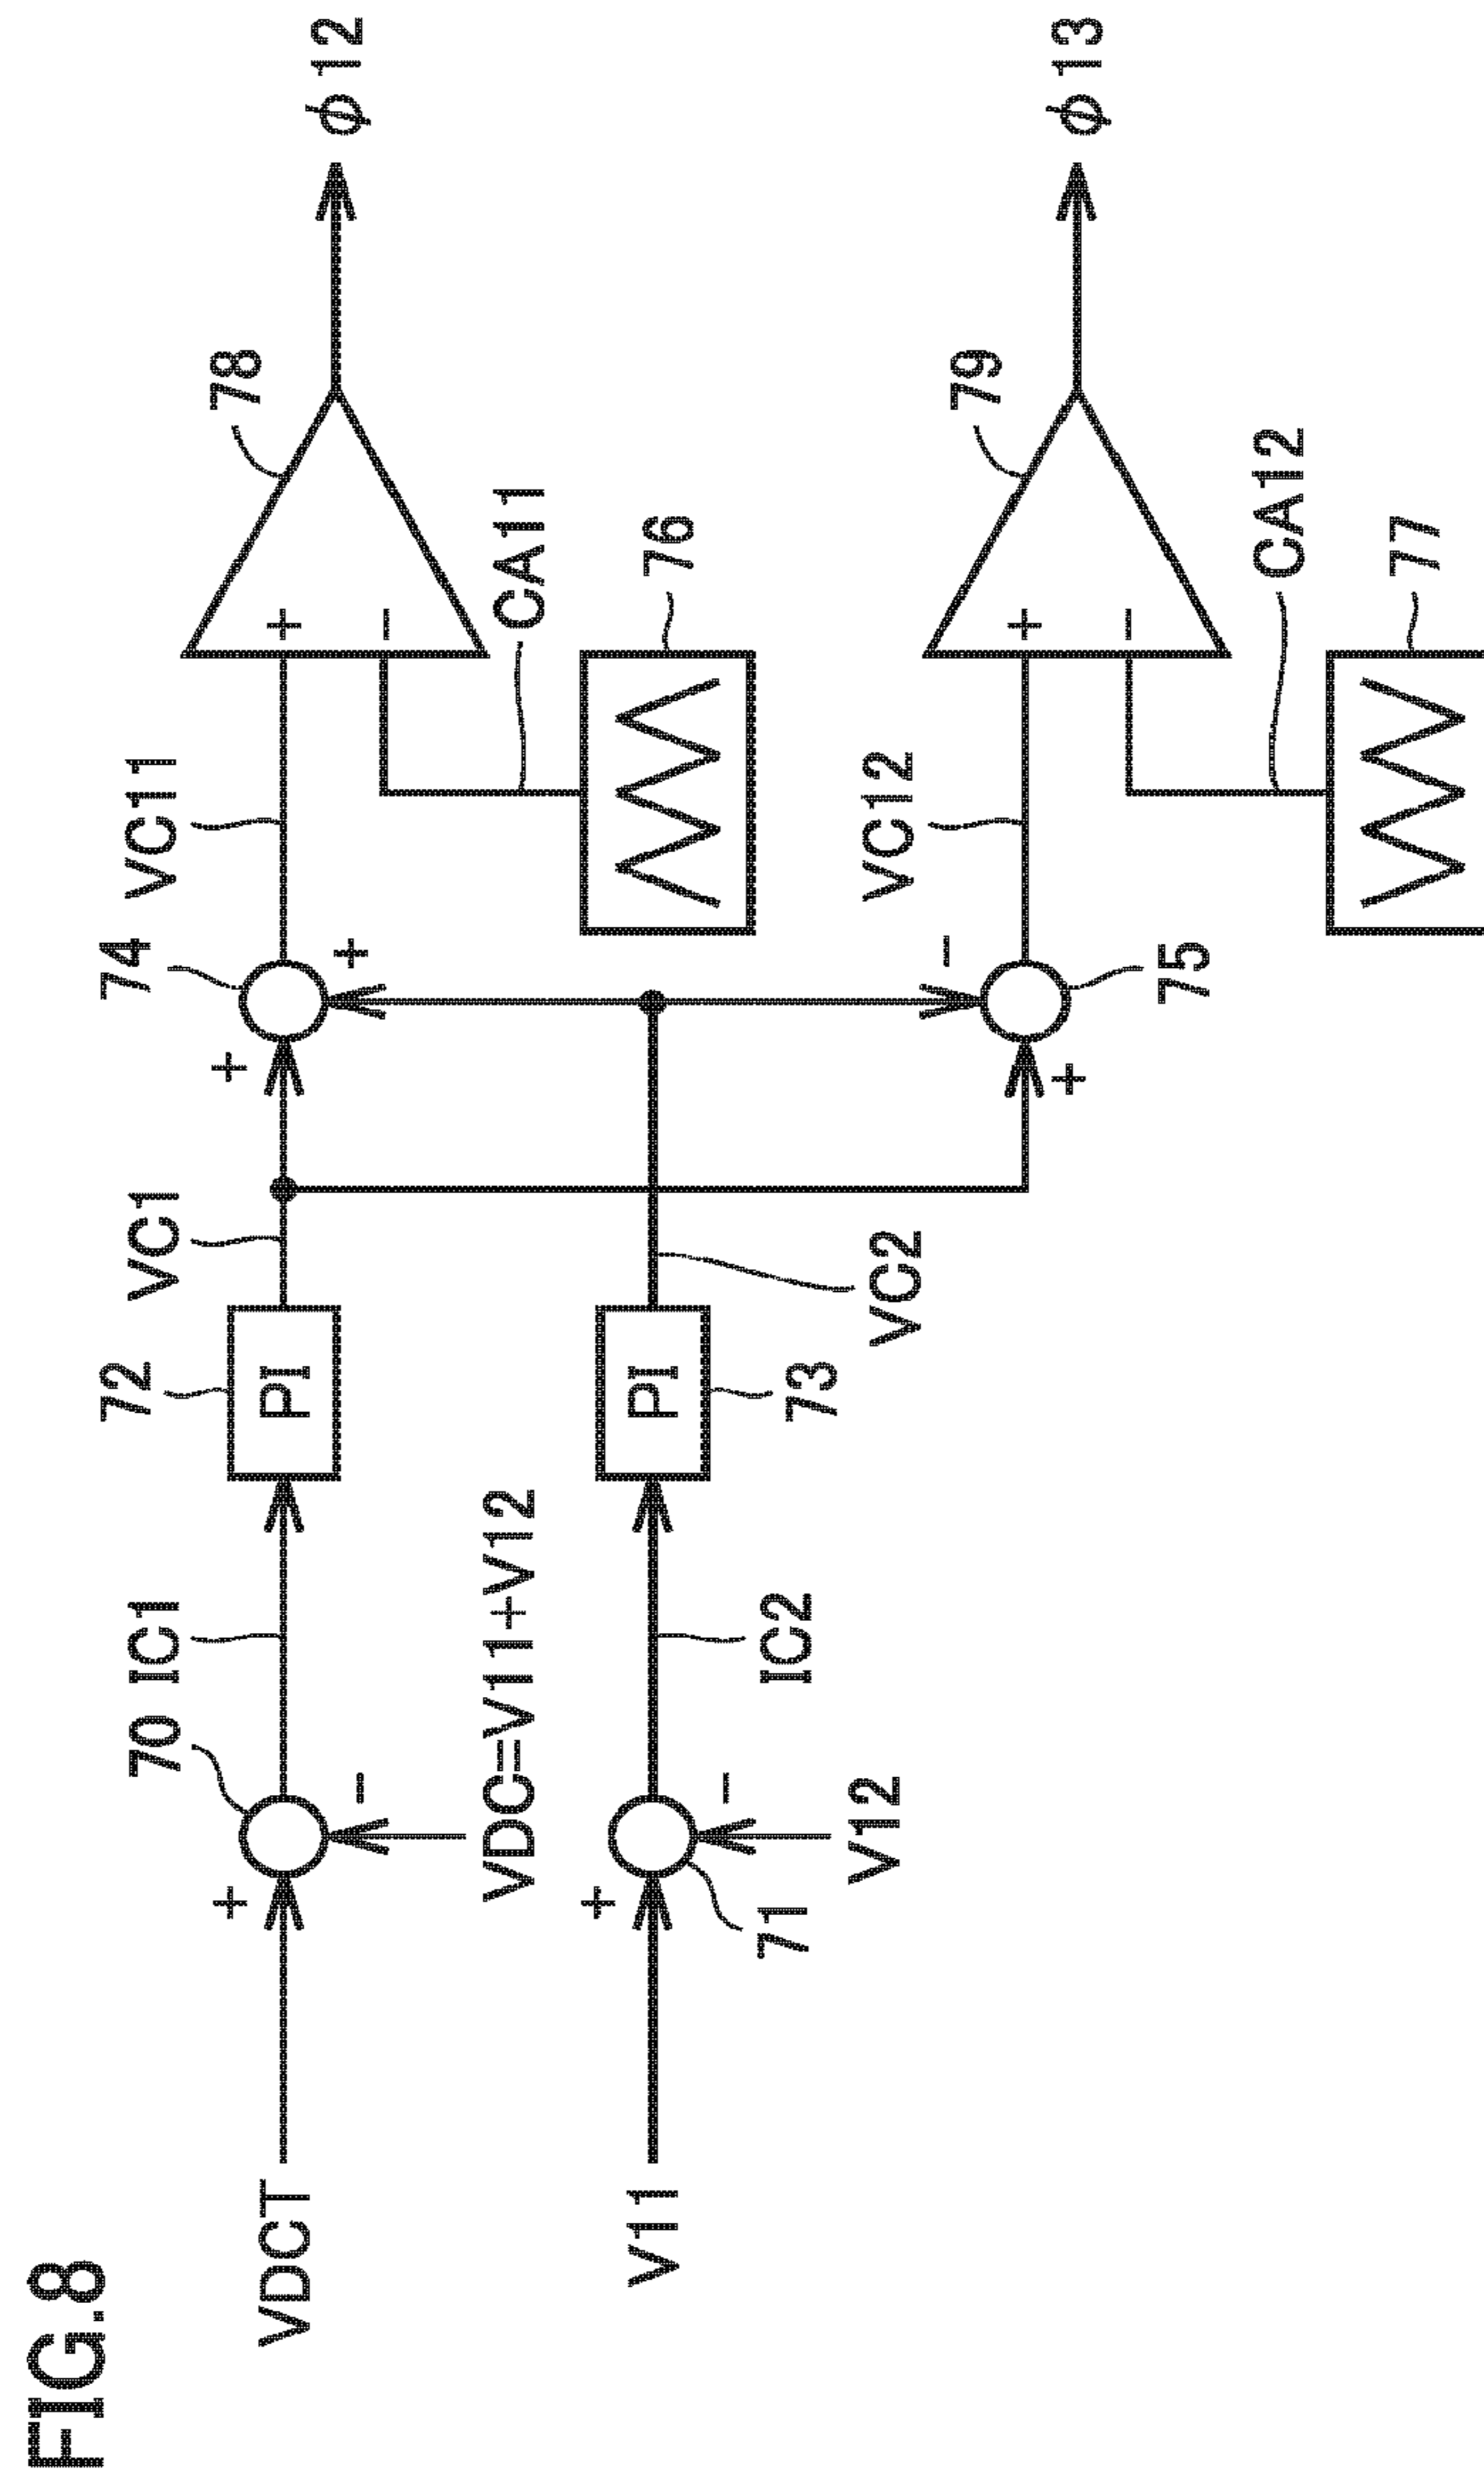 FIG.8
VDCT
+
-
70
IC1
VDC=V11+V12
72
PI
VC1
+
+
74
VC11
+
-
78
CA11
76
φ12
V11
+
-
71
V12
IC2
PI
73
VC2
-
+
75
VC12
+
-
79
CA12
77
φ13